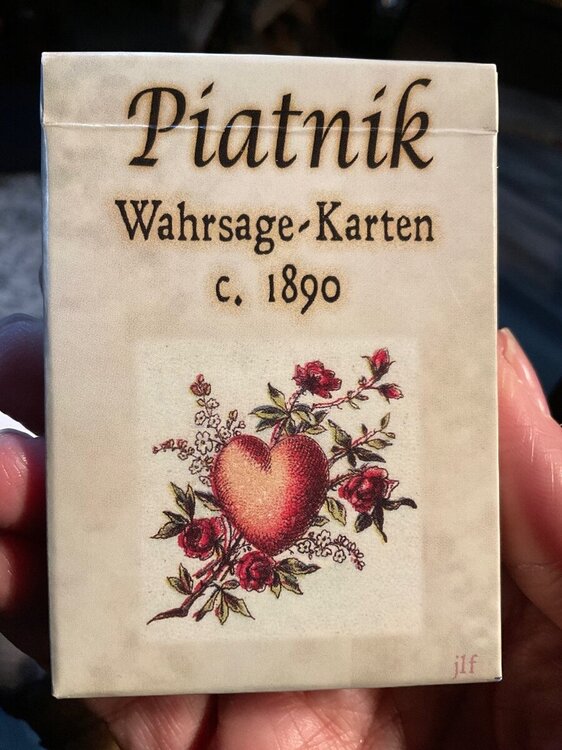 Piatnik
Wahrsage-Karten
c. 1890
jlf